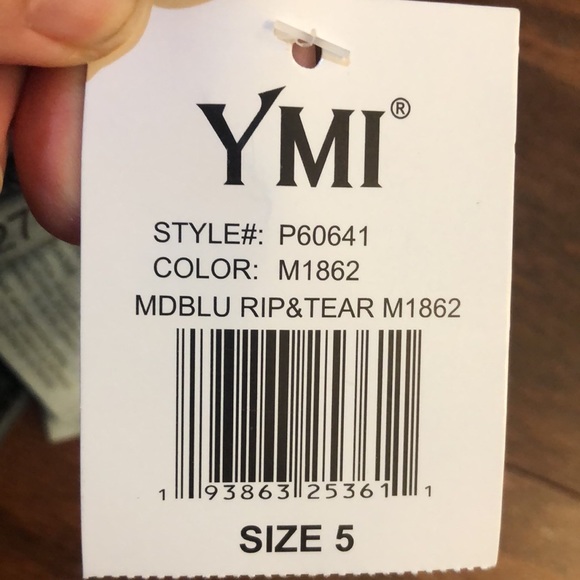 YMI®
STYLE#: P60641
COLOR: M1862
MDBLU RIP&TEAR M1862
1 93863 25361 1
SIZE 5